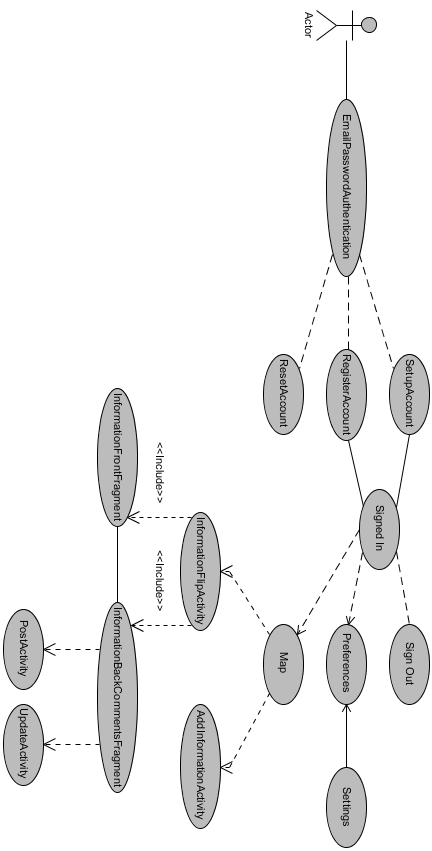 Actor
EmailPasswordAuthentication
SetupAccount
RegisterAccount
ResetAccount
Signed In
Sign Out
Preferences
Map
Settings
InformationFlipActivity
AddInformationActivity
<<Include>>
<<Include>>
InformationFrontFragment
InformationBackCommentsFragment
PostActivity
UpdateActivity